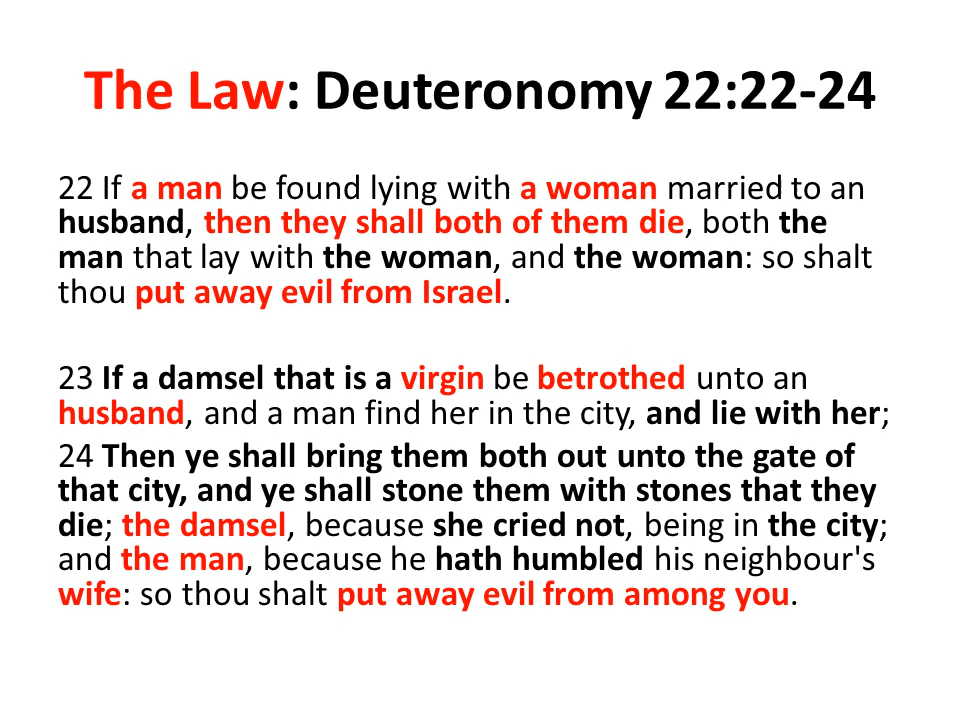 The Law: Deuteronomy 22:22-24
22 If a man be found lying with a woman married to an
husband, then they shall both of them die, both the
man that lay with the woman, and the woman: so shalt
thou put away evil from Israel.
23 If a damsel that is a virgin be betrothed unto an
husband, and a man find her in the city, and lie with her;
24 Then ye shall bring them both out unto the gate of
that city, and ye shall stone them with stones that they
die; the damsel, because she cried not, being in the city;
and the man, because he hath humbled his neighbour's
wife: so thou shalt put away evil from among you.